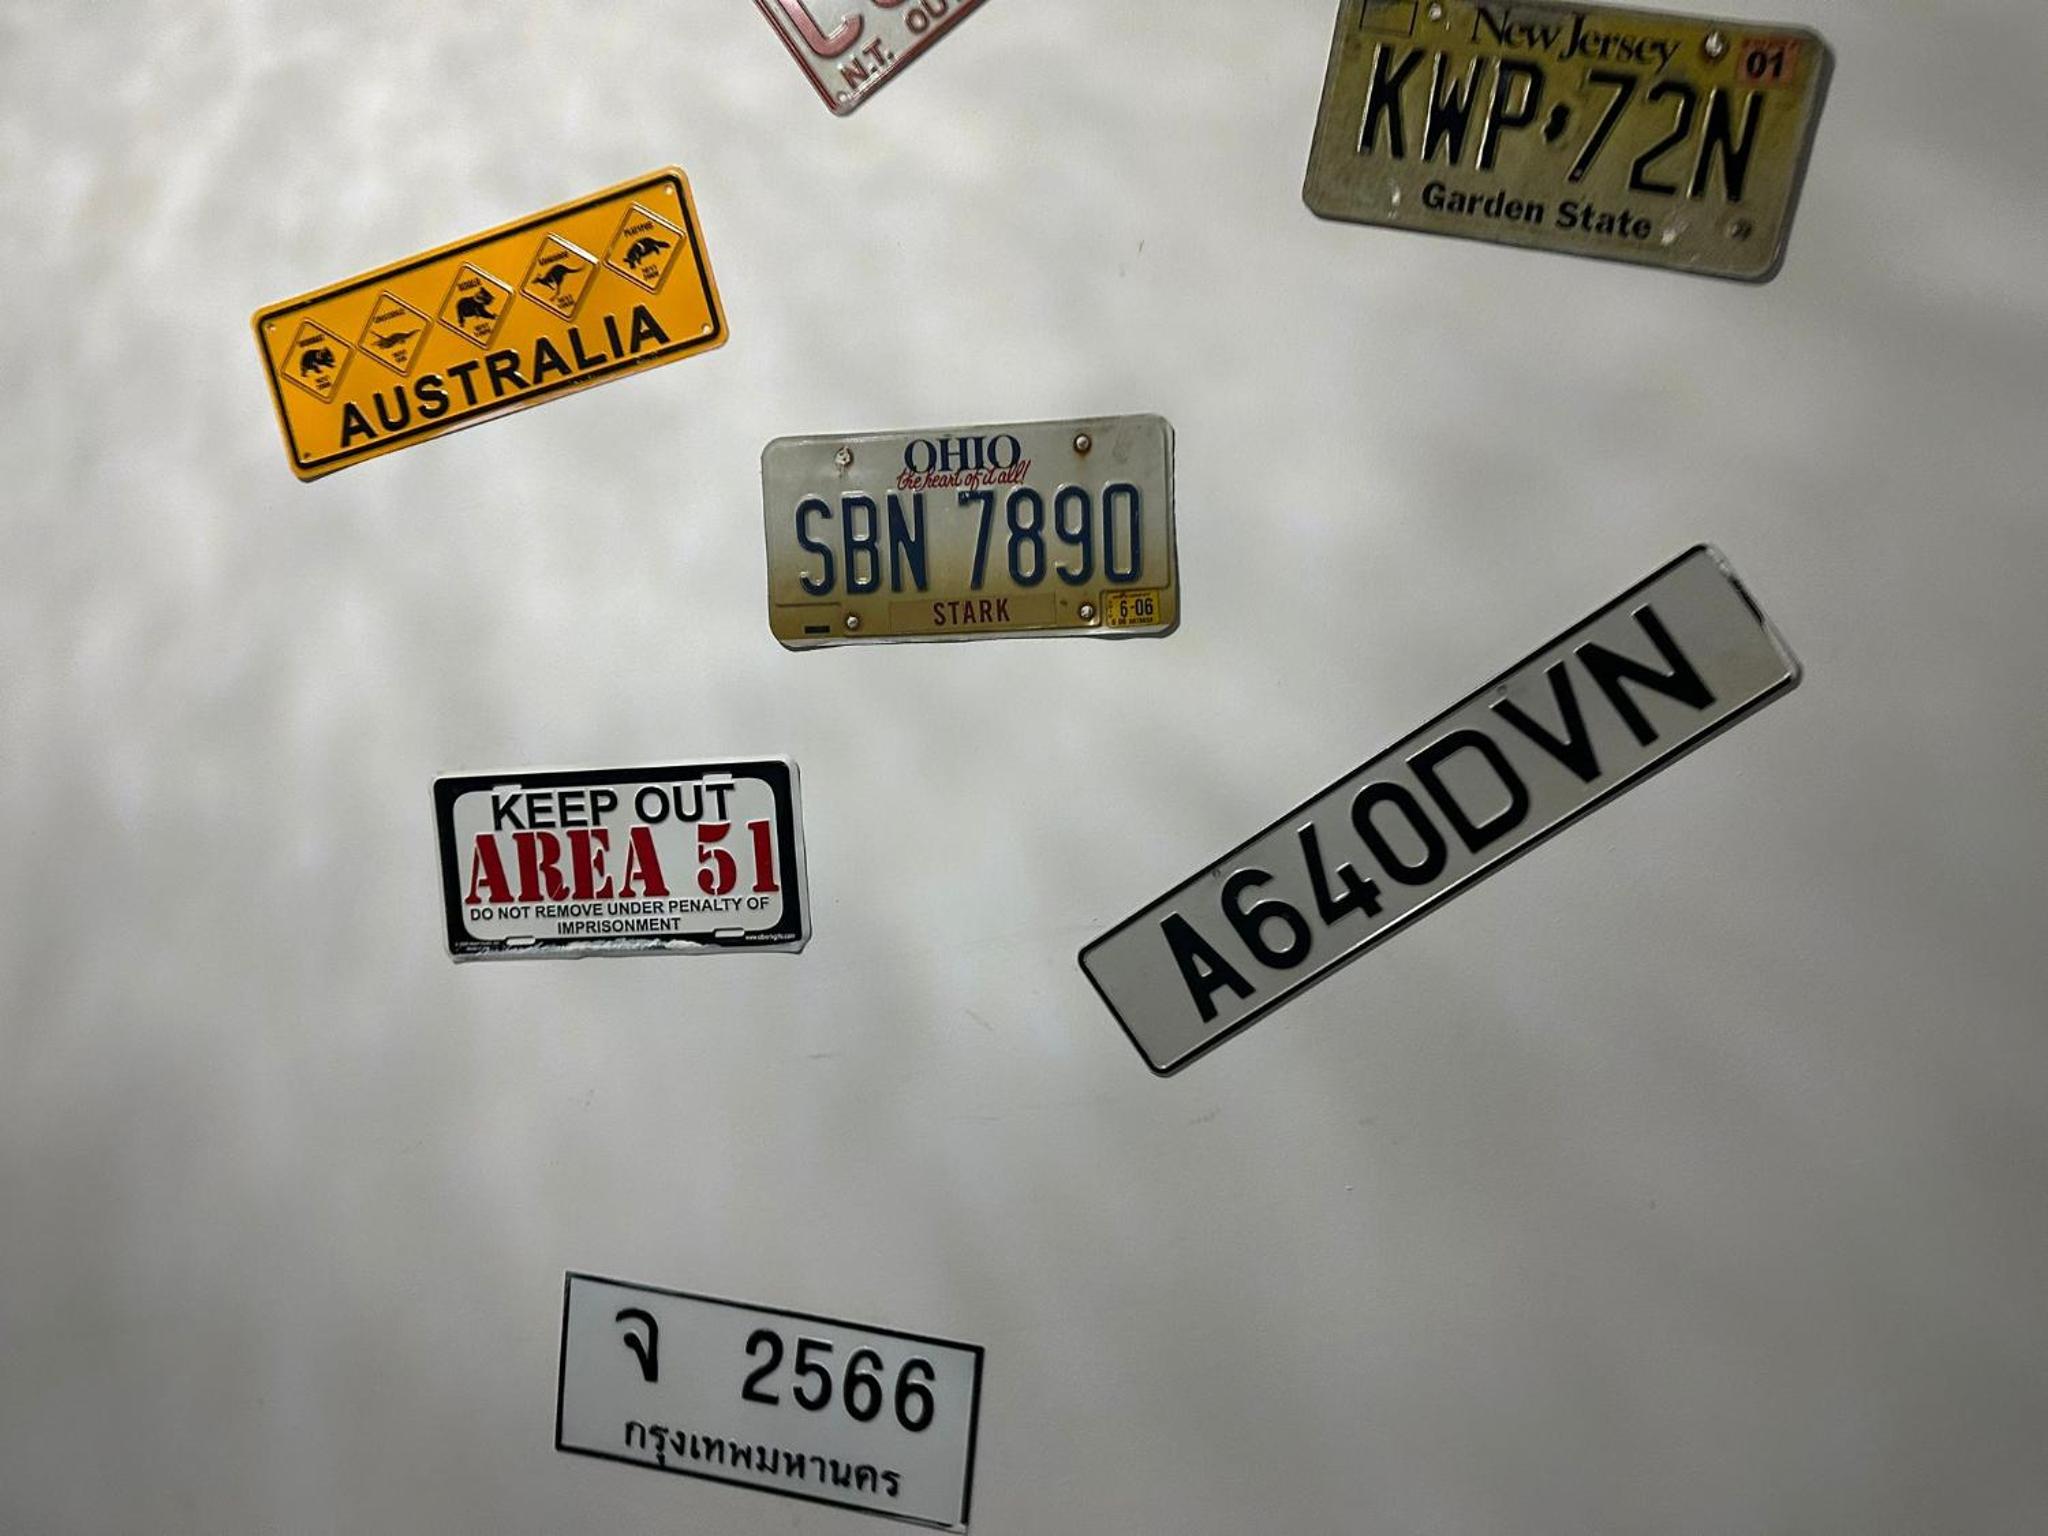 N.T.
New Jersey
01
KWP·72N
Garden State
AUSTRALIA
OHIO
the heart of it all!
SBN 7890
STARK
6-06
A640DVN
KEEP OUT
AREA 51
DO NOT REMOVE UNDER PENALTY OF
IMPRISONMENT
จ 2566
กรุงเทพมหานคร